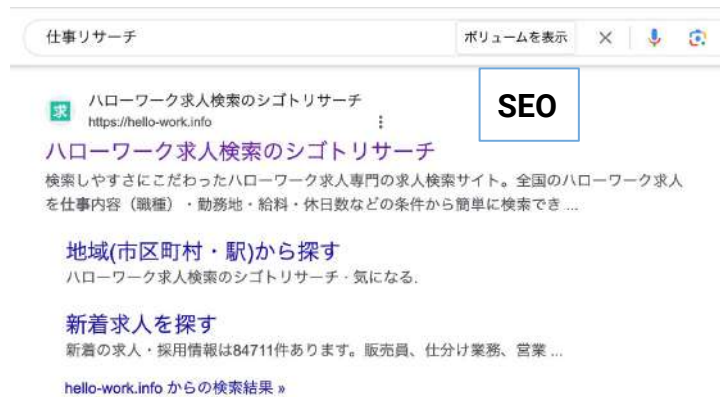 仕事リサーチ
ボリュームを表示
SEO
求
ハローワーク求人検索のシゴトリサーチ
https://hello-work.info
ハローワーク求人検索のシゴトリサーチ
検索しやすさにこだわったハローワーク求人専門の求人検索サイト。全国のハローワーク求人
を仕事内容（職種）・勤務地・給料・休日数などの条件から簡単に検索でき ...
地域(市区町村・駅)から探す
ハローワーク求人検索のシゴトリサーチ · 気になる.
新着求人を探す
新着の求人・採用情報は84711件あります。販売員、仕分け業務、営業 ...
hello-work.info からの検索結果 »